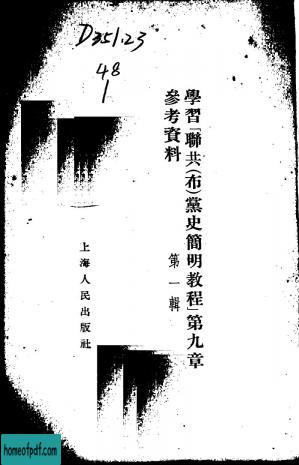 D351.23
48
1
學習「聯共(布)黨史簡明教程」第九章
參考資料
第一輯
上海人民出版社
homeofpdf.com